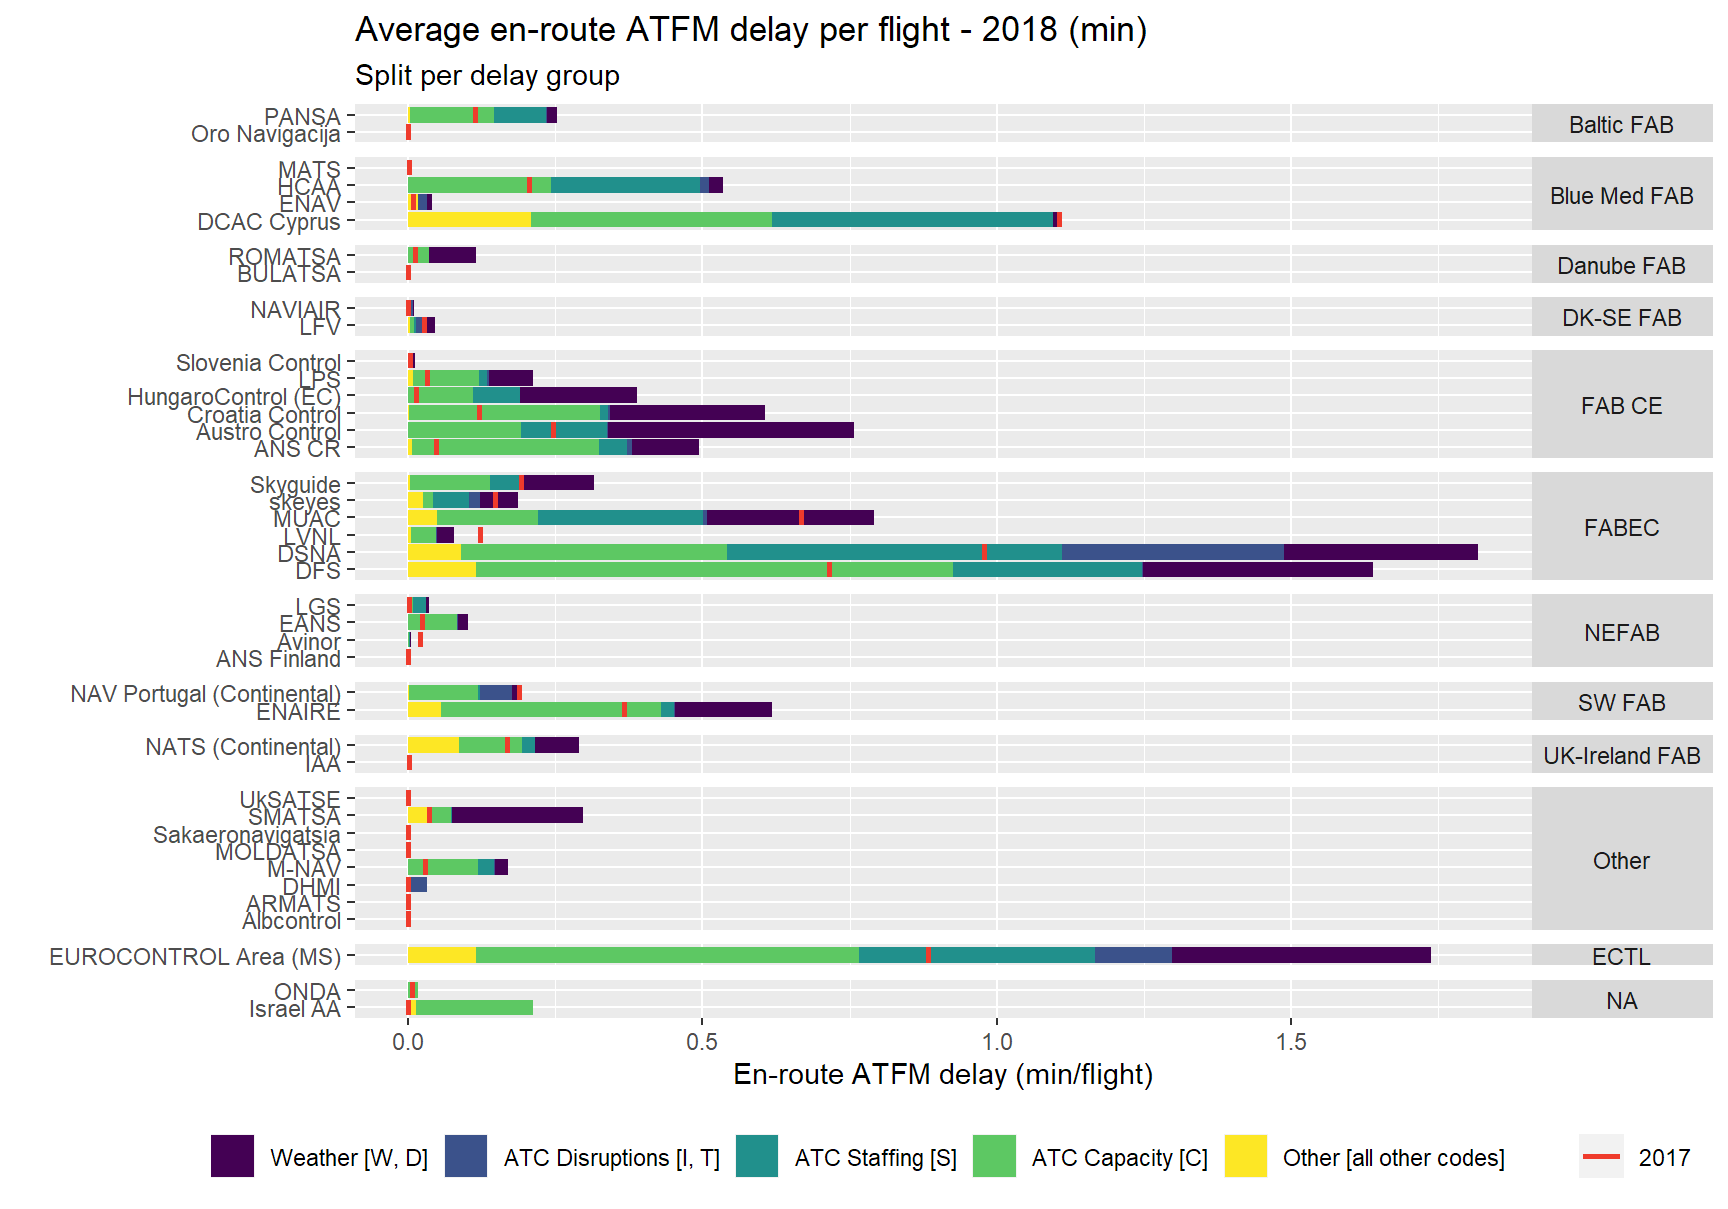 Average en-route ATFM delay per flight - 2018 (min)
Split per delay group
PANSA
Oro Navigacija
Baltic FAB
MATS
HCAA
ENAV
DCAC Cyprus
Blue Med FAB
ROMATSA
BULATSA
Danube FAB
NAVIAIR
LFV
DK-SE FAB
Slovenia Control
LPS
HungaroControl (EC)
Croatia Control
Austro Control
ANS CR
FAB CE
Skyguide
skeyes
MUAC
LVNL
DSNA
DFS
FABEC
LGS
EANS
Avinor
ANS Finland
NEFAB
NAV Portugal (Continental)
ENAIRE
SW FAB
NATS (Continental)
IAA
UK-Ireland FAB
UkSATSE
SMATSA
Sakaeronavigatsia
MOLDATSA
M-NAV
DHMI
ARMATS
Albcontrol
Other
EUROCONTROL Area (MS)
ECTL
ONDA
Israel AA
NA
0.0 0.5 1.0 1.5
En-route ATFM delay (min/flight)
Weather [W, D] ATC Disruptions [I, T] ATC Staffing [S] ATC Capacity [C] Other [all other codes] 2017